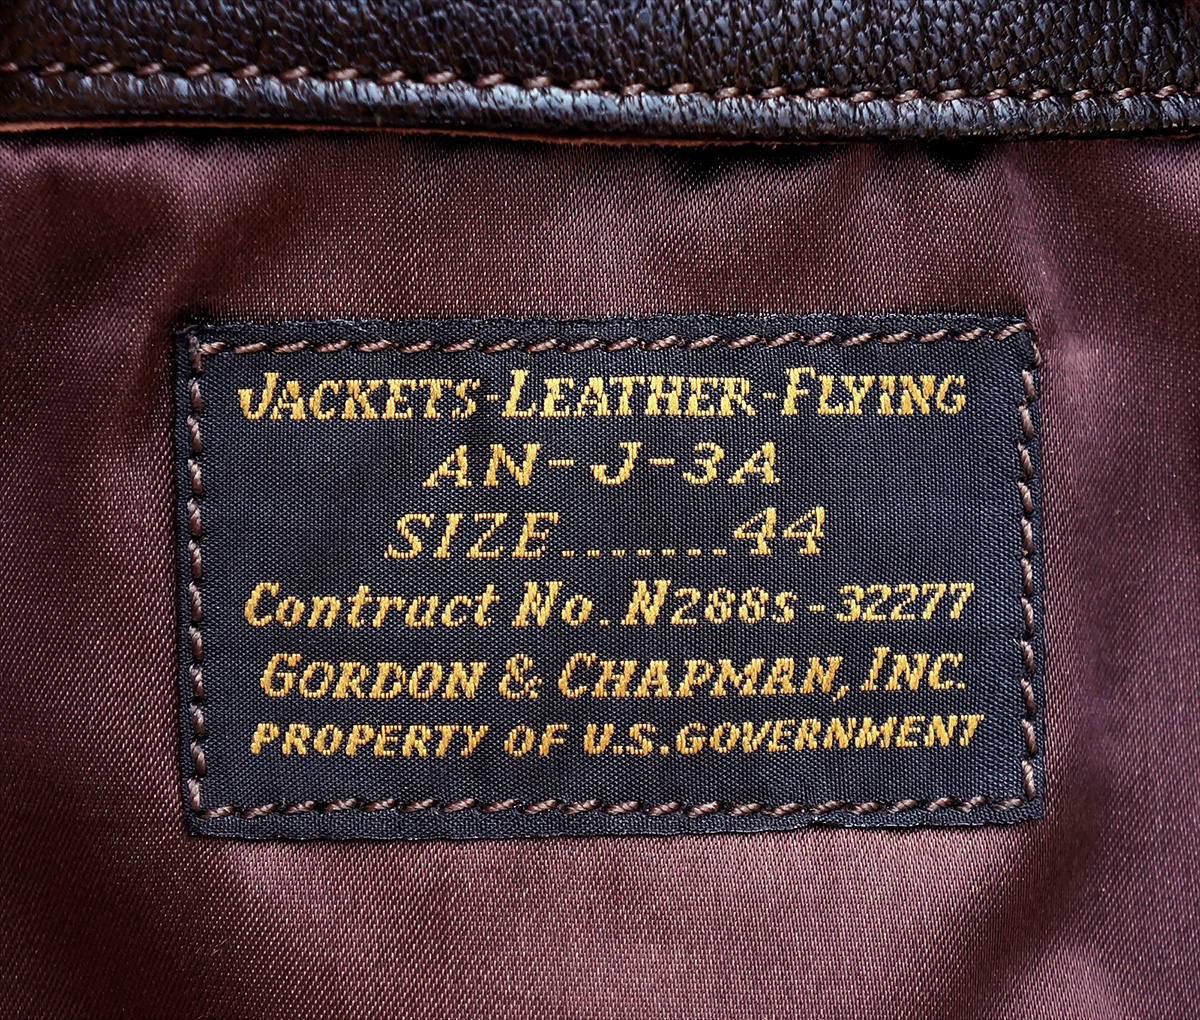 JACKETS-LEATHER-FLYING
AN-J-3A
SIZE........44
Contract No. N288s-32277
GORDON & CHAPMAN, INC.
PROPERTY OF U.S.GOVERNMENT